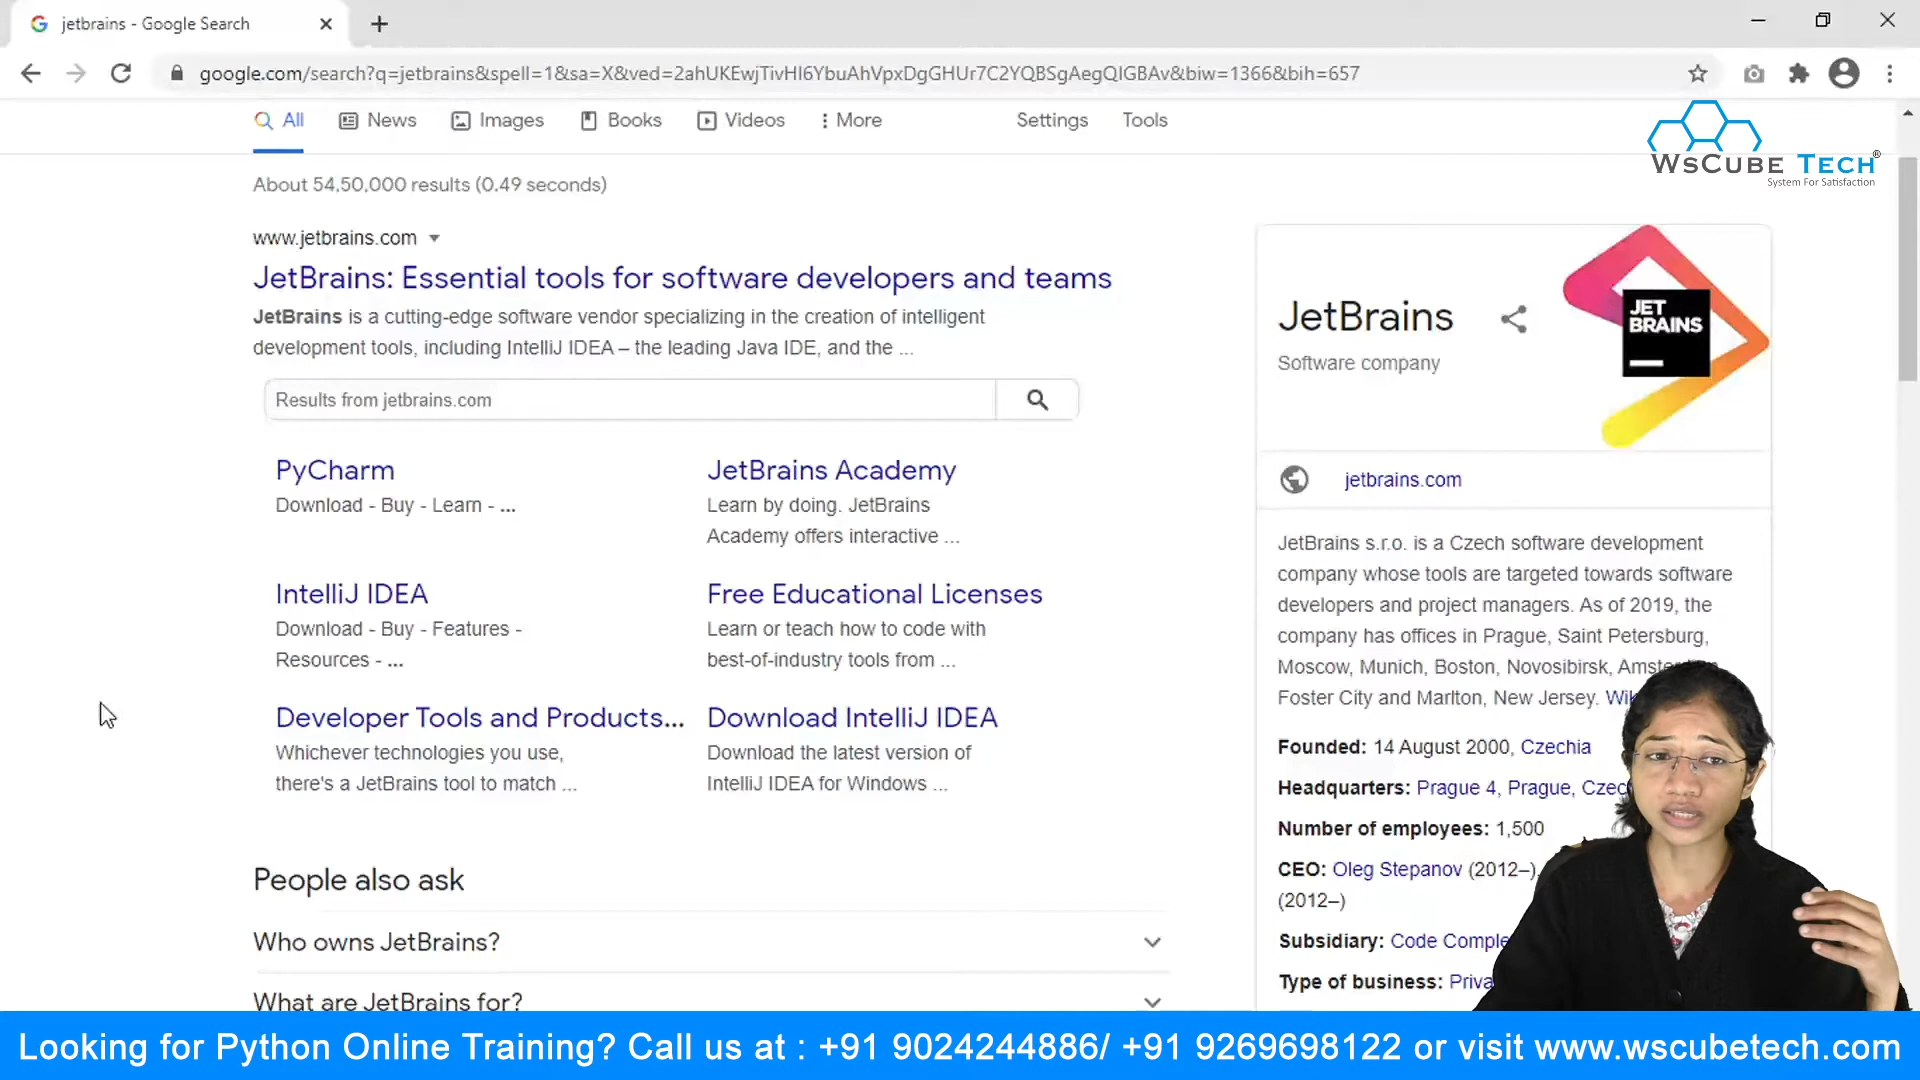 jetbrains - Google Search
google.com/search?q=jetbrains&spell=1&sa=X&ved=2ahUKEwjTivHI6YbuAhVpxDgGHUr7C2YQBSgAegQIGBAv&biw=1366&bih=657
All News Images Books Videos More Settings Tools
WsCube Tech®
System For Satisfaction
About 54,50,000 results (0.49 seconds)
www.jetbrains.com
JetBrains: Essential tools for software developers and teams
JetBrains is a cutting-edge software vendor specializing in the creation of intelligent
development tools, including IntelliJ IDEA – the leading Java IDE, and the ...
Results from jetbrains.com
PyCharm
Download - Buy - Learn - ...
JetBrains Academy
Learn by doing. JetBrains
Academy offers interactive ...
IntelliJ IDEA
Download - Buy - Features -
Resources - ...
Free Educational Licenses
Learn or teach how to code with
best-of-industry tools from ...
Developer Tools and Products...
Whichever technologies you use,
there's a JetBrains tool to match ...
Download IntelliJ IDEA
Download the latest version of
IntelliJ IDEA for Windows ...
People also ask
Who owns JetBrains?
What are JetBrains for?
JetBrains
Software company
JET
BRAINS
jetbrains.com
JetBrains s.r.o. is a Czech software development
company whose tools are targeted towards software
developers and project managers. As of 2019, the
company has offices in Prague, Saint Petersburg,
Moscow, Munich, Boston, Novosibirsk,
Foster City and Marlton, New Jersey.
Founded: 14 August 2000, Czechia
Headquarters: Prague 4, Prague,
Number of employees: 1,500
CEO: Oleg Stepanov (2012–),
(2012–)
Subsidiary: Code
Type of business:
Looking for Python Online Training? Call us at : +91 9024244886/ +91 9269698122 or visit www.wscubetech.com